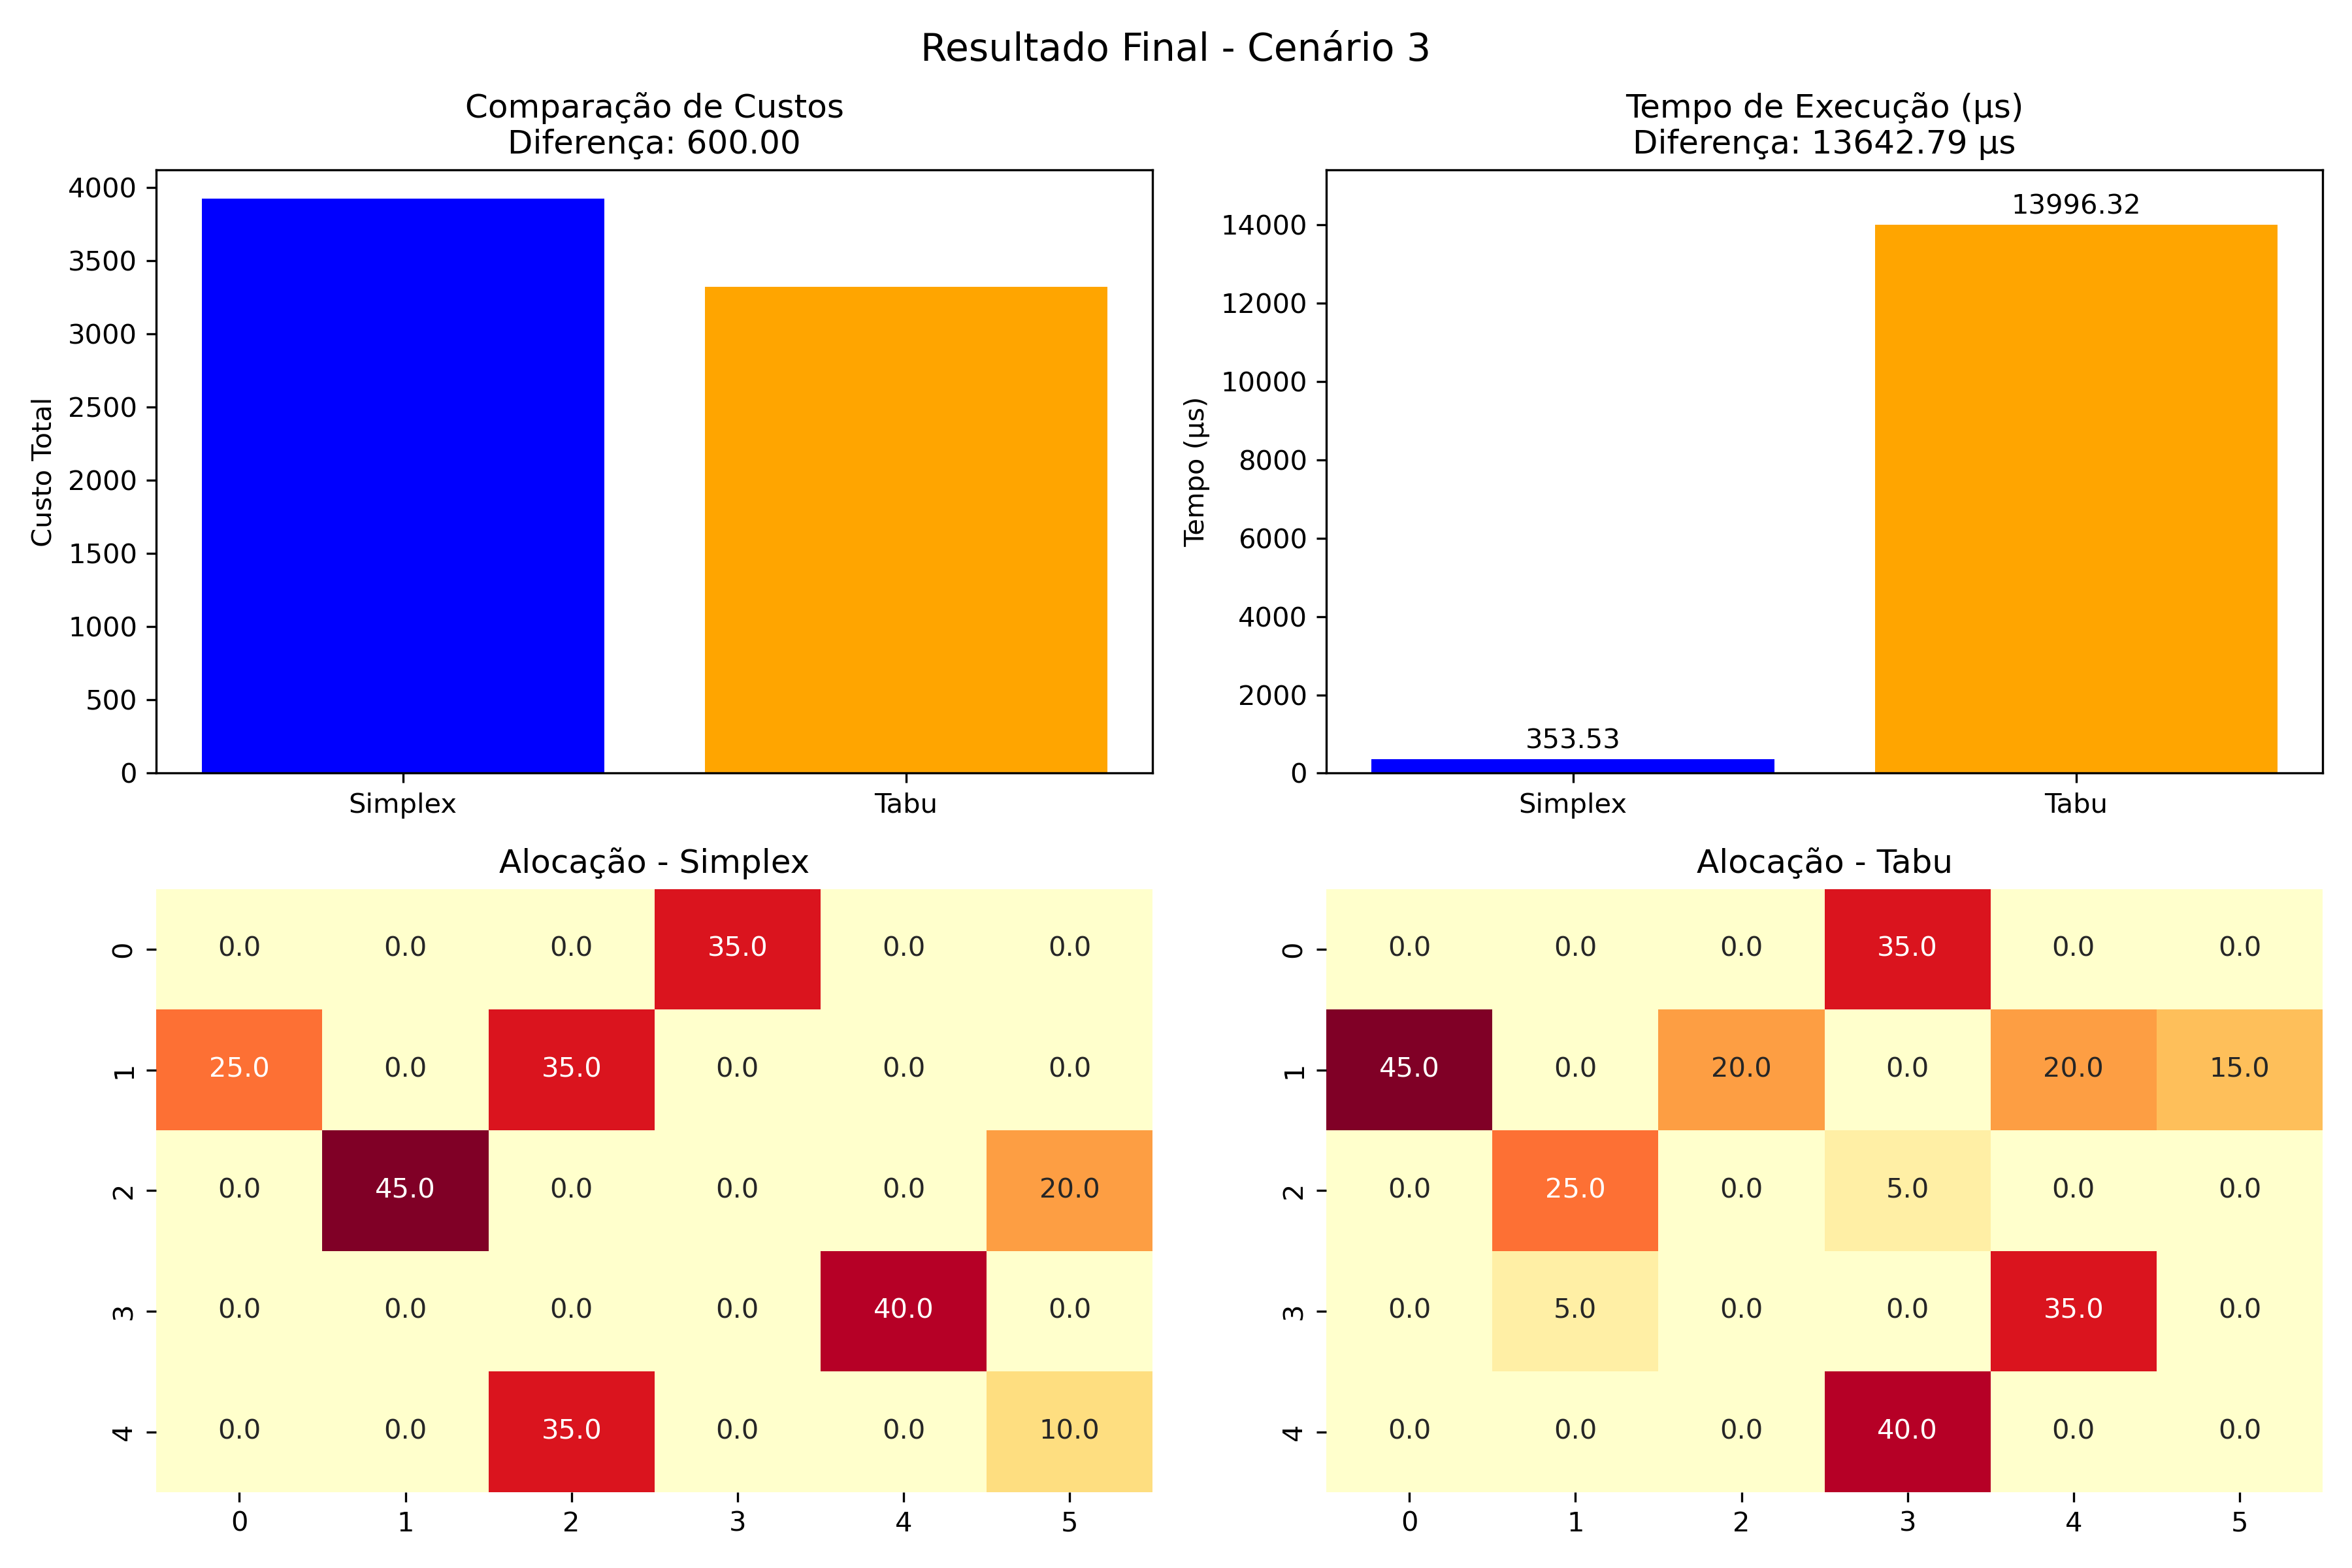 Resultado Final - Cenário 3
Comparação de Custos
Diferença: 600.00
Custo Total
4000
3500
3000
2500
2000
1500
1000
500
0
Simplex Tabu
Tempo de Execução (µs)
Diferença: 13642.79 µs
Tempo (µs)
14000
12000
10000
8000
6000
4000
2000
0
353.53
13996.32
Simplex Tabu
Alocação - Simplex
0 0.0 0.0 0.0 35.0 0.0 0.0
1 25.0 0.0 35.0 0.0 0.0 0.0
2 0.0 45.0 0.0 0.0 0.0 20.0
3 0.0 0.0 0.0 0.0 40.0 0.0
4 0.0 0.0 35.0 0.0 0.0 10.0
0 1 2 3 4 5
Alocação - Tabu
0 0.0 0.0 0.0 35.0 0.0 0.0
1 45.0 0.0 20.0 0.0 20.0 15.0
2 0.0 25.0 0.0 5.0 0.0 0.0
3 0.0 5.0 0.0 0.0 35.0 0.0
4 0.0 0.0 0.0 40.0 0.0 0.0
0 1 2 3 4 5